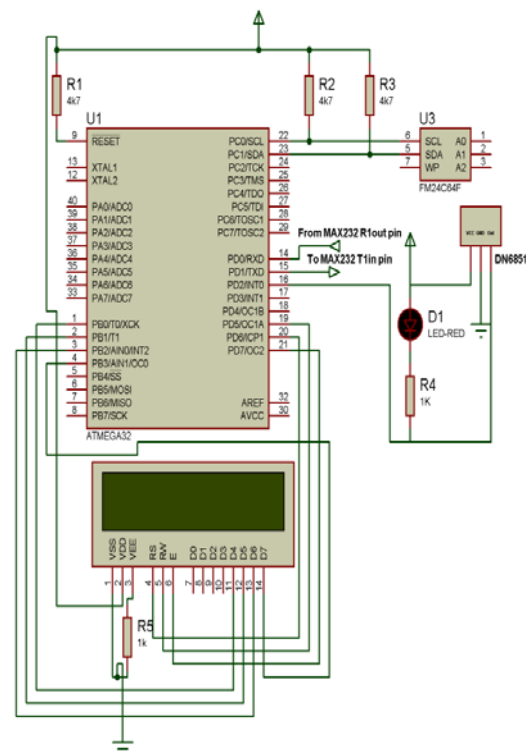 R1
4k7
R2
4k7
R3
4k7
U1
9 RESET
13 XTAL1
12 XTAL2
40 PA0/ADC0
39 PA1/ADC1
38 PA2/ADC2
37 PA3/ADC3
36 PA4/ADC4
35 PA5/ADC5
34 PA6/ADC6
33 PA7/ADC7
1 PB0/T0/XCK
2 PB1/T1
3 PB2/AIN0/INT2
4 PB3/AIN1/OC0
5 PB4/SS
6 PB5/MOSI
7 PB6/MISO
8 PB7/SCK
PC0/SCL 22
PC1/SDA 23
PC2/TCK 24
PC3/TMS 25
PC4/TDO 26
PC5/TDI 27
PC6/TOSC1 28
PC7/TOSC2 29
PD0/RXD 14
PD1/TXD 15
PD2/INT0 16
PD3/INT1 17
PD4/OC1B 18
PD5/OC1A 19
PD6/ICP1 20
PD7/OC2 21
AREF 32
AVCC 30
ATMEGA32
U3
6 SCL A0 1
5 SDA A1 2
7 WP A2 3
FM24C64F
From MAX232 R1out pin
To MAX232 T1in pin
VCC GND
DN6851
D1
LED-RED
R4
1K
VSS
VDD
VEE
RS
RW
E
D0
D1
D2
D3
D4
D5
D6
D7
1
2
3
4
5
6
7
8
9
10
11
12
13
14
R5
1k